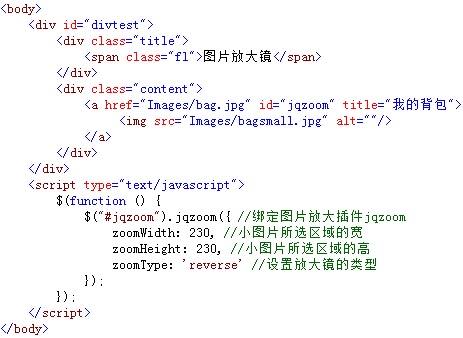 <body>
    <div id="divtest">
        <div class="title">
            <span class="fl">图片放大镜</span>
        </div>
        <div class="content">
            <a href="Images/bag.jpg" id="jqzoom" title="我的背包">
                <img src="Images/bagsmall.jpg" alt=""/>
            </a>
        </div>
    </div>
    <script type="text/javascript">
        $(function () {
            $("#jqzoom").jqzoom({ //绑定图片放大插件jqzoom
                zoomWidth: 230, //小图片所选区域的宽
                zoomHeight: 230, //小图片所选区域的高
                zoomType: 'reverse' //设置放大镜的类型
            });
        });
    </script>
</body>